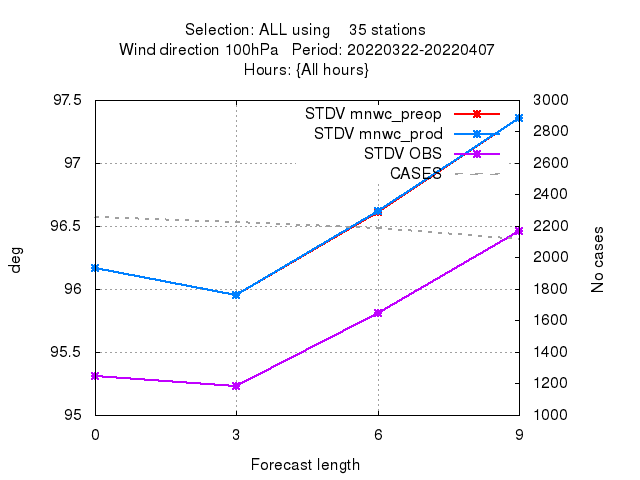 Selection: ALL using    35 stations
Wind direction 100hPa   Period: 20220322-20220407
Hours: {All hours}
97.5
97
96.5
96
95.5
95
3000
2800
2600
2400
2200
2000
1800
1600
1400
1200
1000
STDV mnwc_preop
STDV mnwc_prod
STDV OBS
CASES
deg
No cases
0
3
6
9
Forecast length